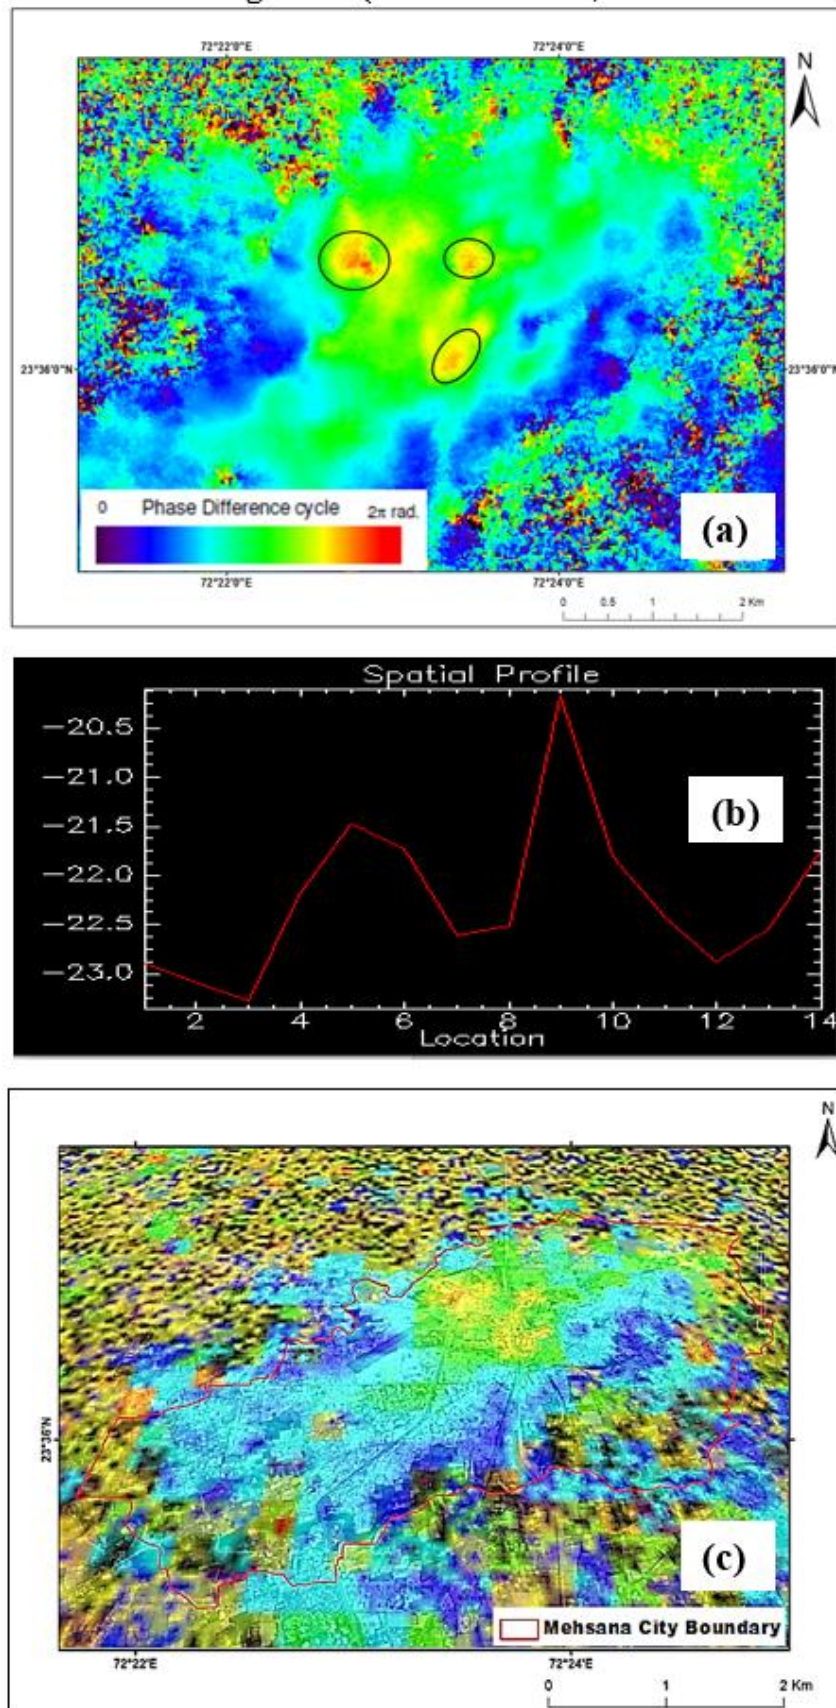 72°22'0"E 72°24'0"E
N
23°36'0"N 23°36'0"N
0 Phase Difference cycle 2π rad.
(a)
72°22'0"E 72°24'0"E
0 0.5 1 2 Km
Spatial Profile
-20.5
-21.0
-21.5
(b)
-22.0
-22.5
-23.0
2 4 6 8 10 12 14
Location
N
23°36'N
(c)
Mehsana City Boundary
72°22'E 72°24'E
0 1 2 Km